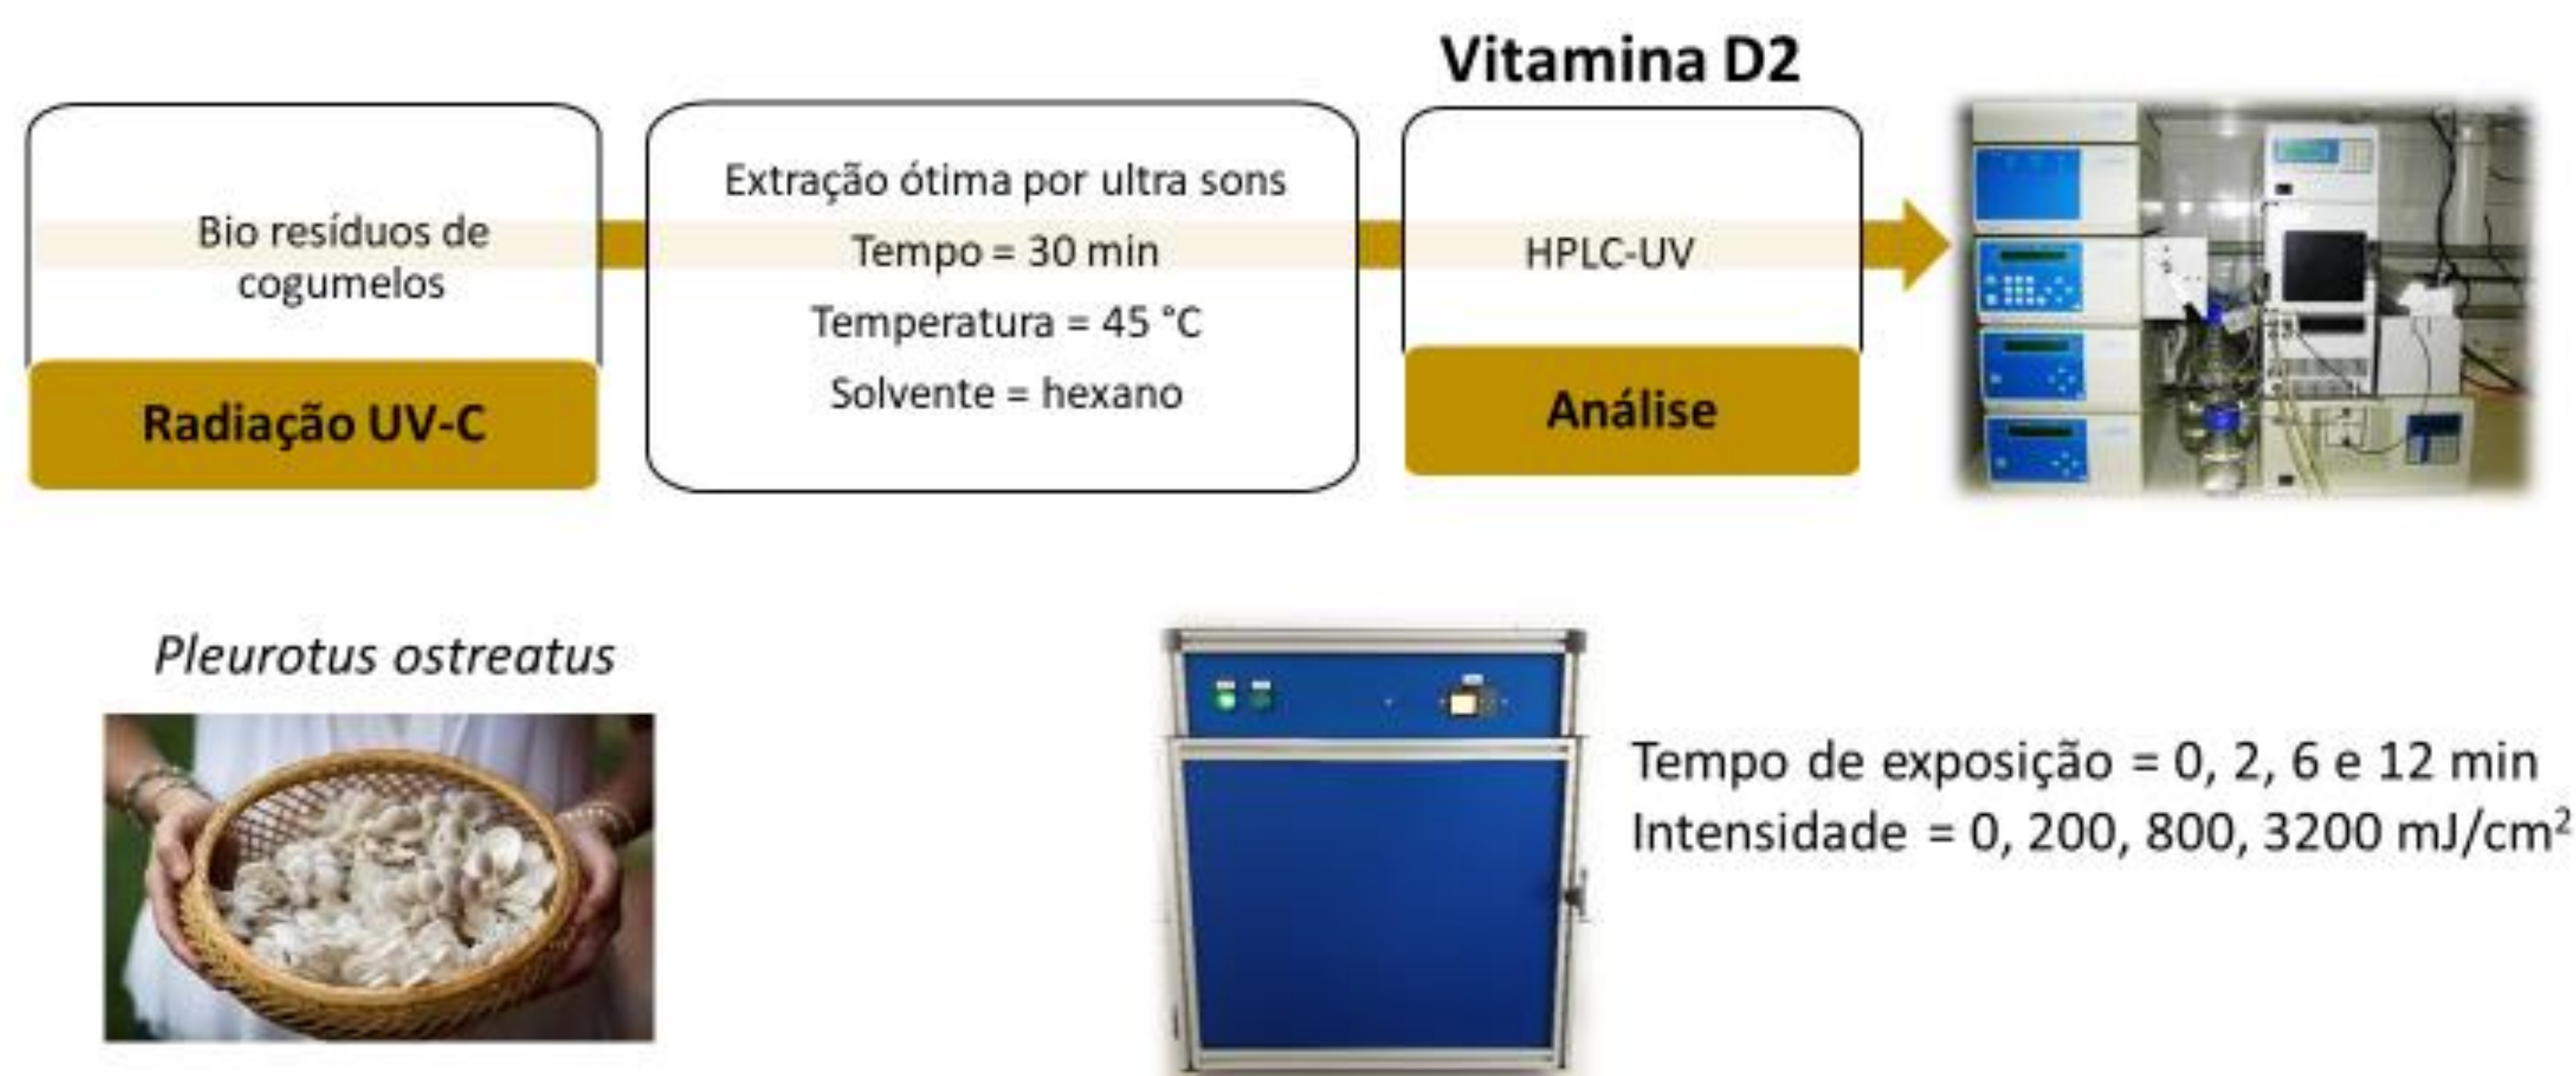 Vitamina D2
Bio resíduos de
cogumelos
Radiação UV-C
Extração ótima por ultra sons
Tempo = 30 min
Temperatura = 45 °C
Solvente = hexano
HPLC-UV
Análise
Pleurotus ostreatus
Tempo de exposição = 0, 2, 6 e 12 min
Intensidade = 0, 200, 800, 3200 mJ/cm²